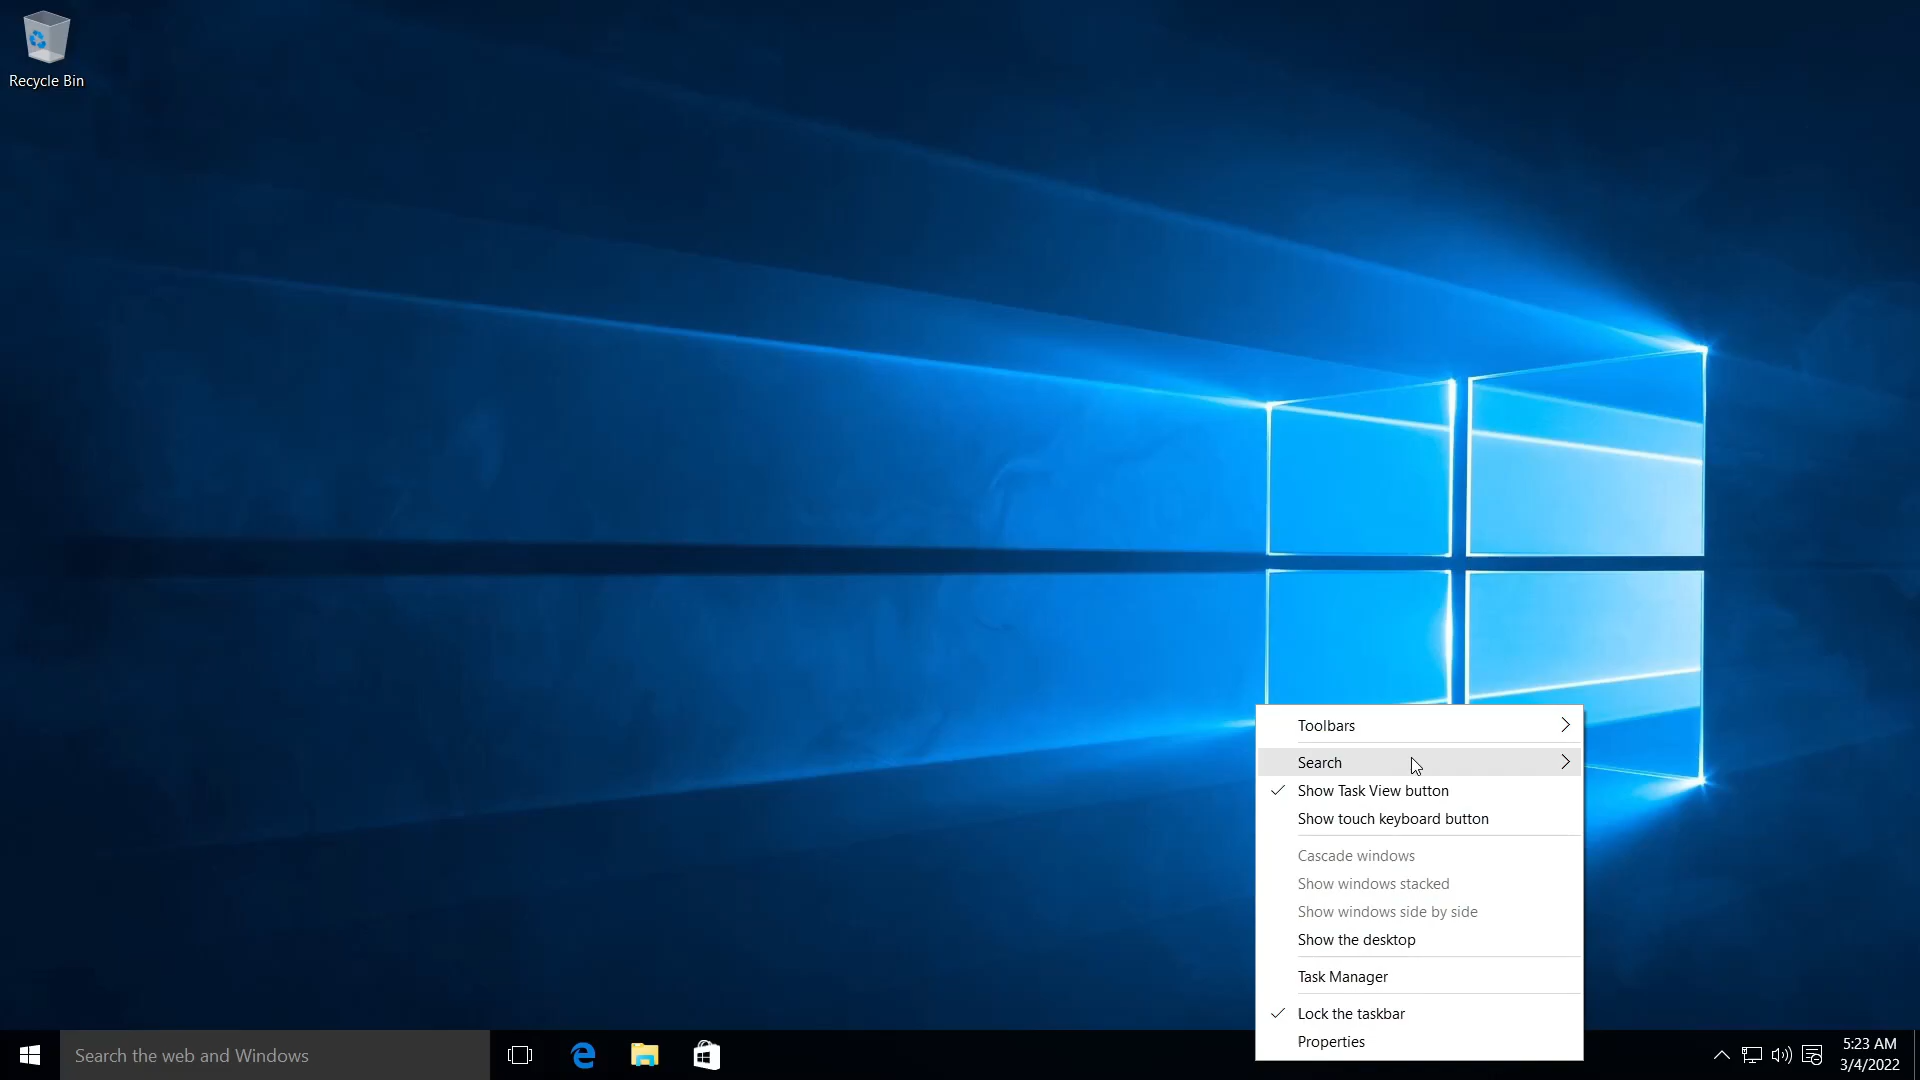 Recycle Bin
Toolbars
Search
Show Task View button
Show touch keyboard button
Cascade windows
Show windows stacked
Show windows side by side
Show the desktop
Task Manager
Lock the taskbar
Properties
Search the web and Windows
5:23 AM
3/4/2022